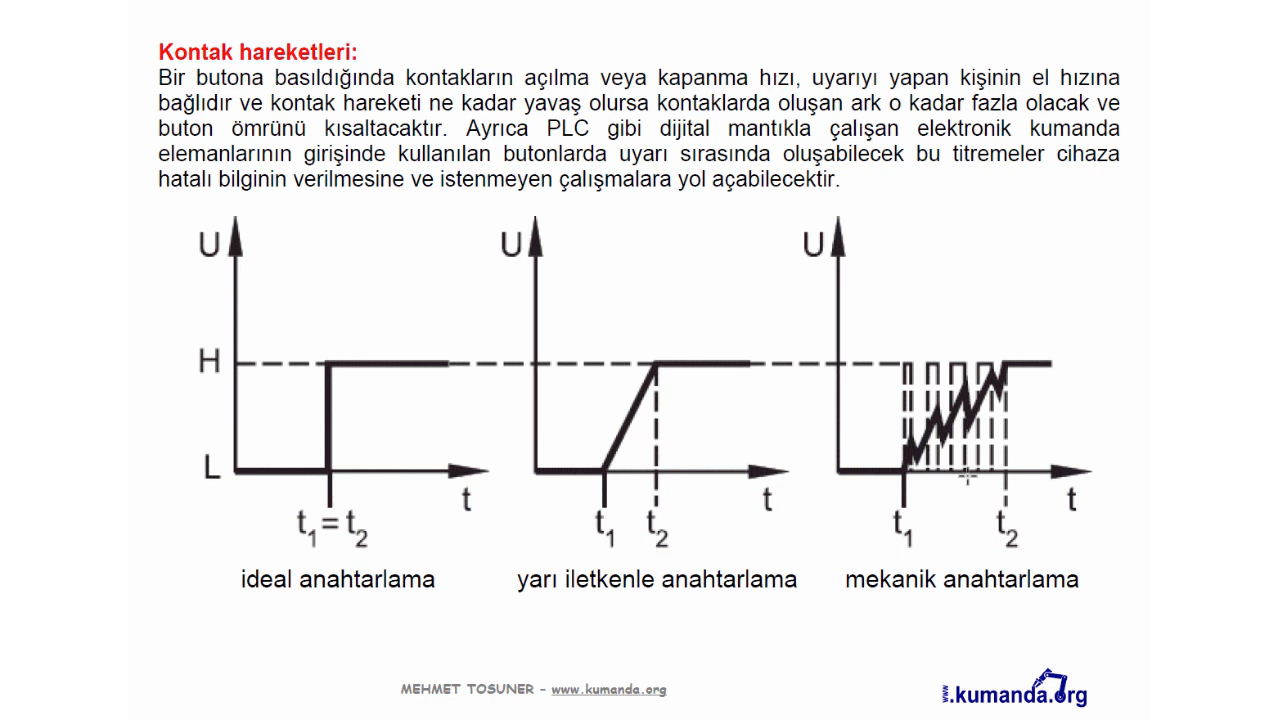 Kontak hareketleri:
Bir butona basıldığında kontakların açılma veya kapanma hızı, uyarıyı yapan kişinin el hızına
bağlıdır ve kontak hareketi ne kadar yavaş olursa kontaklarda oluşan ark o kadar fazla olacak ve
buton ömrünü kısaltacaktır. Ayrıca PLC gibi dijital mantıkla çalışan elektronik kumanda
elemanlarının girişinde kullanılan butonlarda uyarı sırasında oluşabilecek bu titremeler cihaza
hatalı bilginin verilmesine ve istenmeyen çalışmalara yol açabilecektir.
U U U
H
L
t t t
t1 = t2 t1 t2 t1 t2
ideal anahtarlama yarı iletkenle anahtarlama mekanik anahtarlama
MEHMET TOSUNER - www.kumanda.org
www.kumanda.org